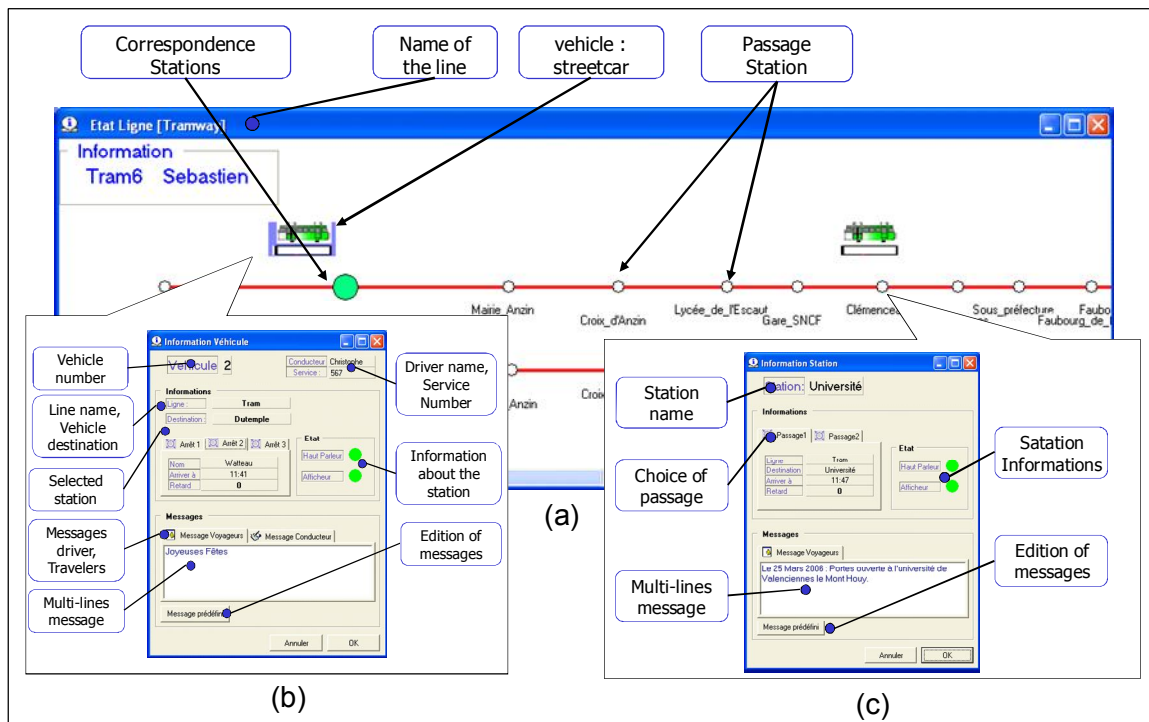 Correspondence
Stations
Name of
the line
vehicle :
streetcar
Passage
Station
Etat Ligne [Tramway]
Information
Tram6 Sebastien
Mairie_Anzin
Croix_d'Anzin
Lycée_de_l'Escaut
Gare_SNCF
Clémenceau
Sous_préfecture
Faubourg_de_
Faubo
_Anzin
Croix
(a)
Information Véhicule
Véhicule 2
Conducteur Christophe
Service : 567
Informations
Ligne : Tram
Destination : Dutemple
Arrêt 1 Arrêt 2 Arrêt 3
Nom Watteau
Arriver à 11:41
Retard 0
Etat
Haut Parleur
Afficheur
Messages
Message Voyageurs Message Conducteur
Joyeuses Fêtes
Message prédéfini
Annuler OK
Vehicle
number
Line name,
Vehicle
destination
Selected
station
Messages
driver,
Travelers
Multi-lines
message
Driver name,
Service
Number
Information
about the
station
Edition of
messages
(b)
Information Station
Station: Université
Informations
Passage1 Passage2
Ligne Tram
Destination Université
Arriver à 11:47
Retard 0
Etat
Haut Parleur
Afficheur
Messages
Message Voyageurs
Le 25 Mars 2006 : Portes ouverte à l'université de
Valenciennes le Mont Houy.
Message prédéfini
Annuler OK
Station
name
Choice of
passage
Multi-lines
message
Satation
Informations
Edition of
messages
(c)